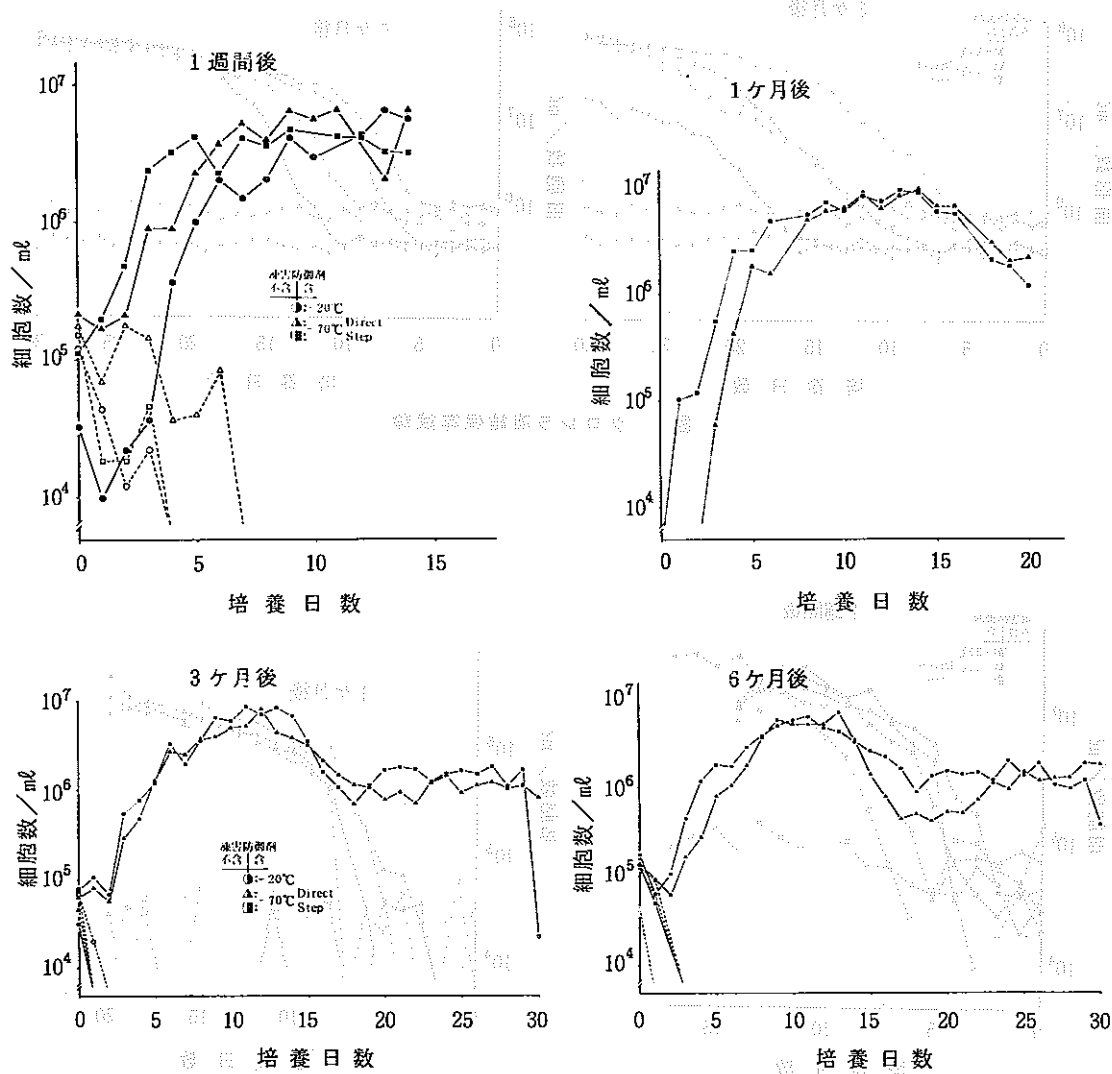 1週間後
10⁷
10⁶
10⁵
10⁴
細胞数／mℓ
凍害防御剤
不含 含
:-20℃
:-70℃ Direct
Step
0 5 10 15
培養日数
1ケ月後
10⁷
10⁶
10⁵
10⁴
細胞数／mℓ
0 5 10 15 20
培養日数
3ケ月後
10⁷
10⁶
10⁵
10⁴
細胞数／mℓ
凍害防御剤
不含 含
:-20℃
:-70℃ Direct
Step
0 5 10 15 20 25 30
培養日数
6ケ月後
10⁷
10⁶
10⁵
10⁴
細胞数／mℓ
0 5 10 15 20 25 30
培養日数